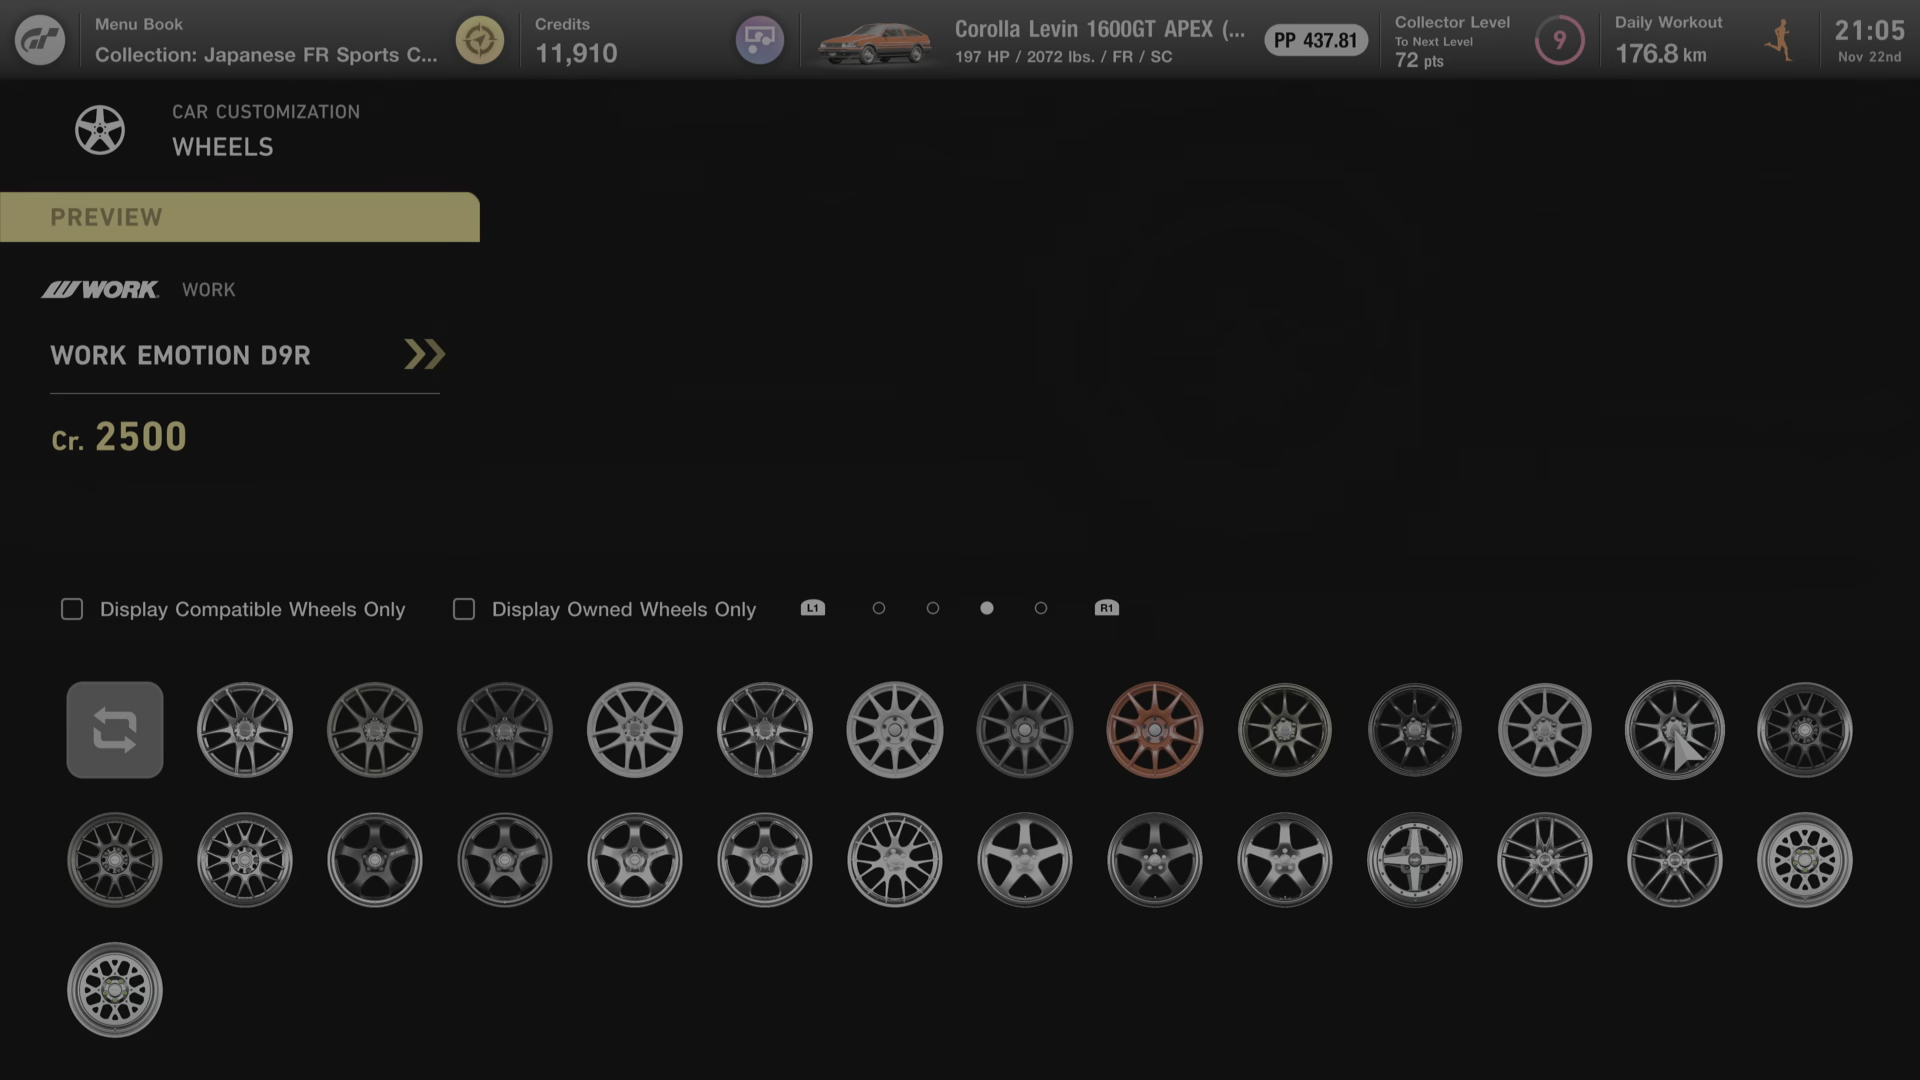 Menu Book
Collection: Japanese FR Sports C...
Credits
11,910
Corolla Levin 1600GT APEX (...
197 HP / 2072 lbs. / FR / SC
PP 437.81
Collector Level
To Next Level
72 pts
9
Daily Workout
176.8 km
21:05
Nov 22nd
CAR CUSTOMIZATION
WHEELS
PREVIEW
WORK WORK
WORK EMOTION D9R
Cr. 2500
Display Compatible Wheels Only
Display Owned Wheels Only
L1
R1